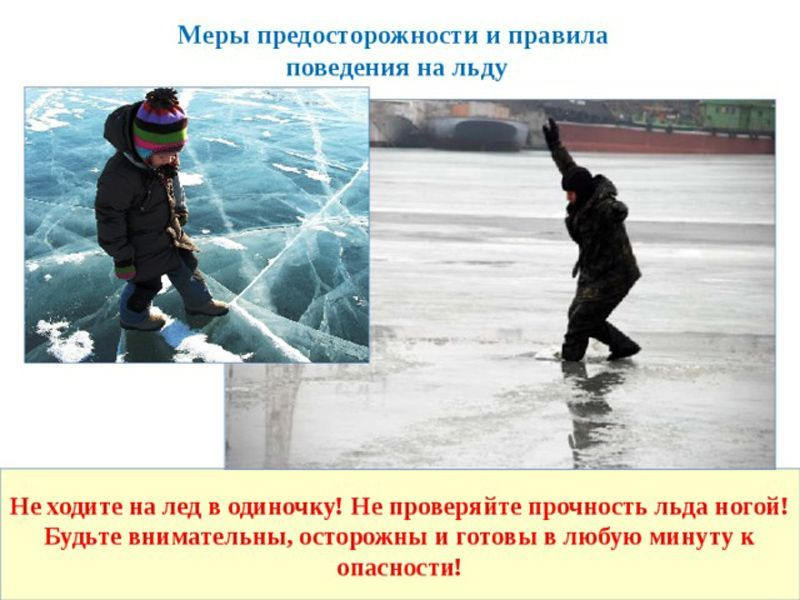 Меры предосторожности и правила
поведения на льду
Не ходите на лед в одиночку! Не проверяйте прочность льда ногой!
Будьте внимательны, осторожны и готовы в любую минуту к
опасности!